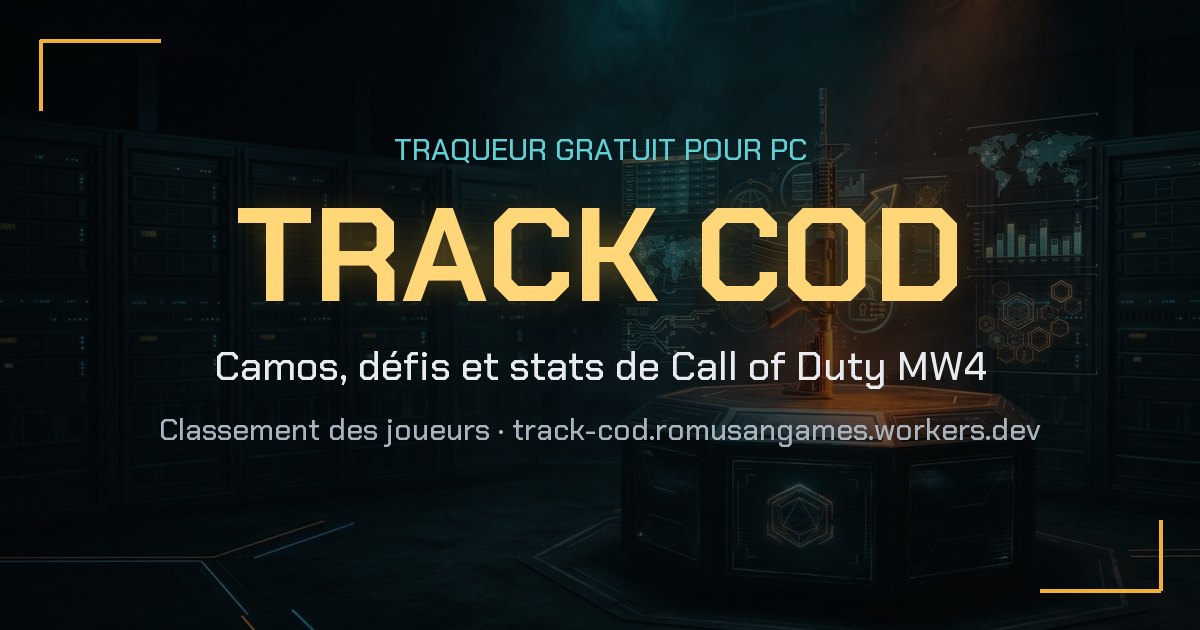 TRAQUEUR GRATUIT POUR PC
TRACK COD
Camos, défis et stats de Call of Duty MW4
Classement des joueurs · track-cod.romusangames.workers.dev